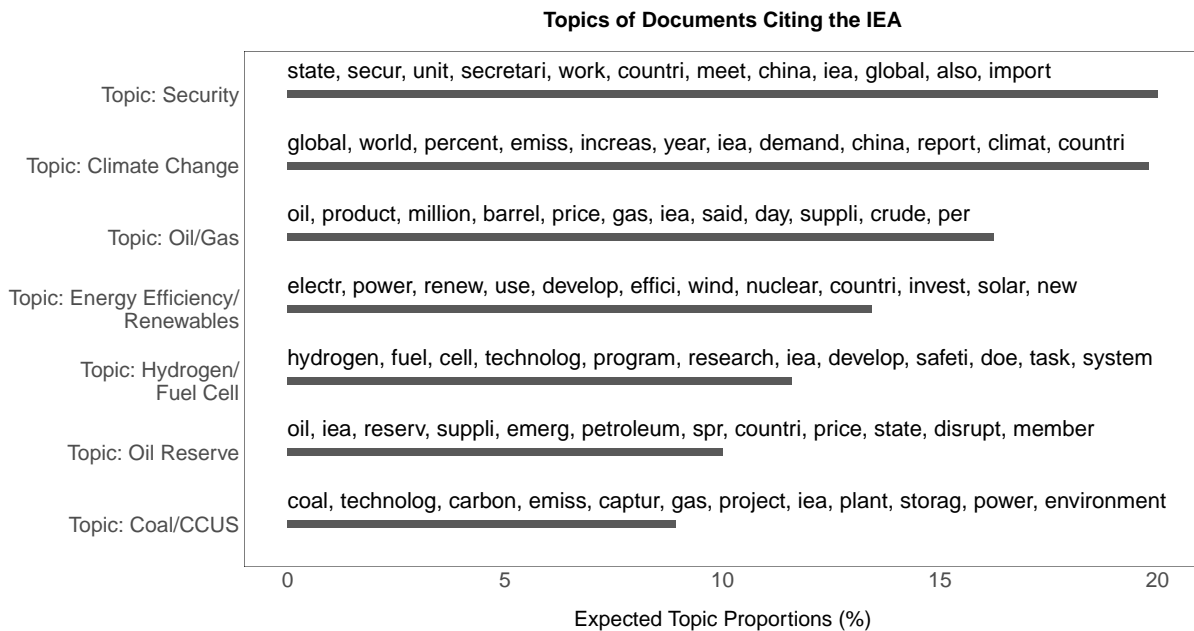 Topics of Documents Citing the IEA
state, secur, unit, secretari, work, countri, meet, china, iea, global, also, import
Topic: Security
global, world, percent, emiss, increas, year, iea, demand, china, report, climat, countri
Topic: Climate Change
oil, product, million, barrel, price, gas, iea, said, day, suppli, crude, per
Topic: Oil/Gas
electr, power, renew, use, develop, effici, wind, nuclear, countri, invest, solar, new
Topic: Energy Efficiency/
Renewables
hydrogen, fuel, cell, technolog, program, research, iea, develop, safeti, doe, task, system
Topic: Hydrogen/
Fuel Cell
oil, iea, reserv, suppli, emerg, petroleum, spr, countri, price, state, disrupt, member
Topic: Oil Reserve
coal, technolog, carbon, emiss, captur, gas, project, iea, plant, storag, power, environment
Topic: Coal/CCUS
0 5 10 15 20
Expected Topic Proportions (%)